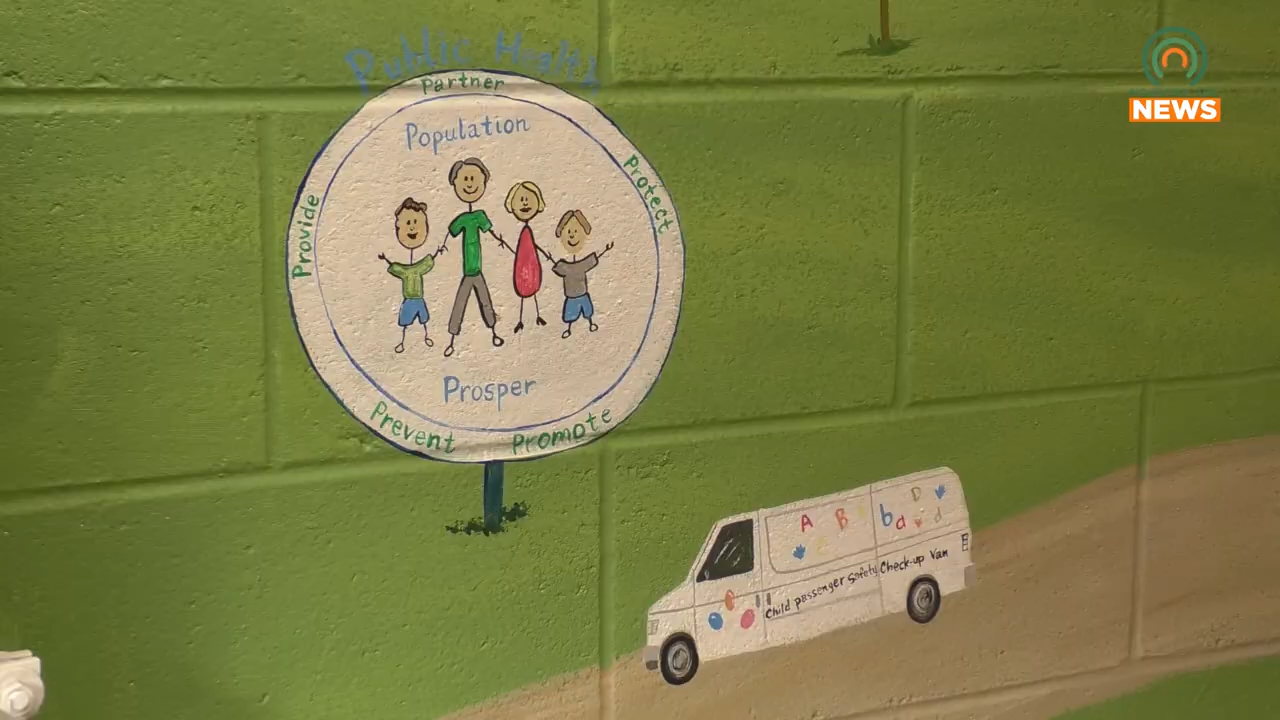 Public Health
Partner
Population
Protect
Provide
Prosper
Prevent
Promote
NEWS
A B
b d D d
Child passenger Safety Check-up Van